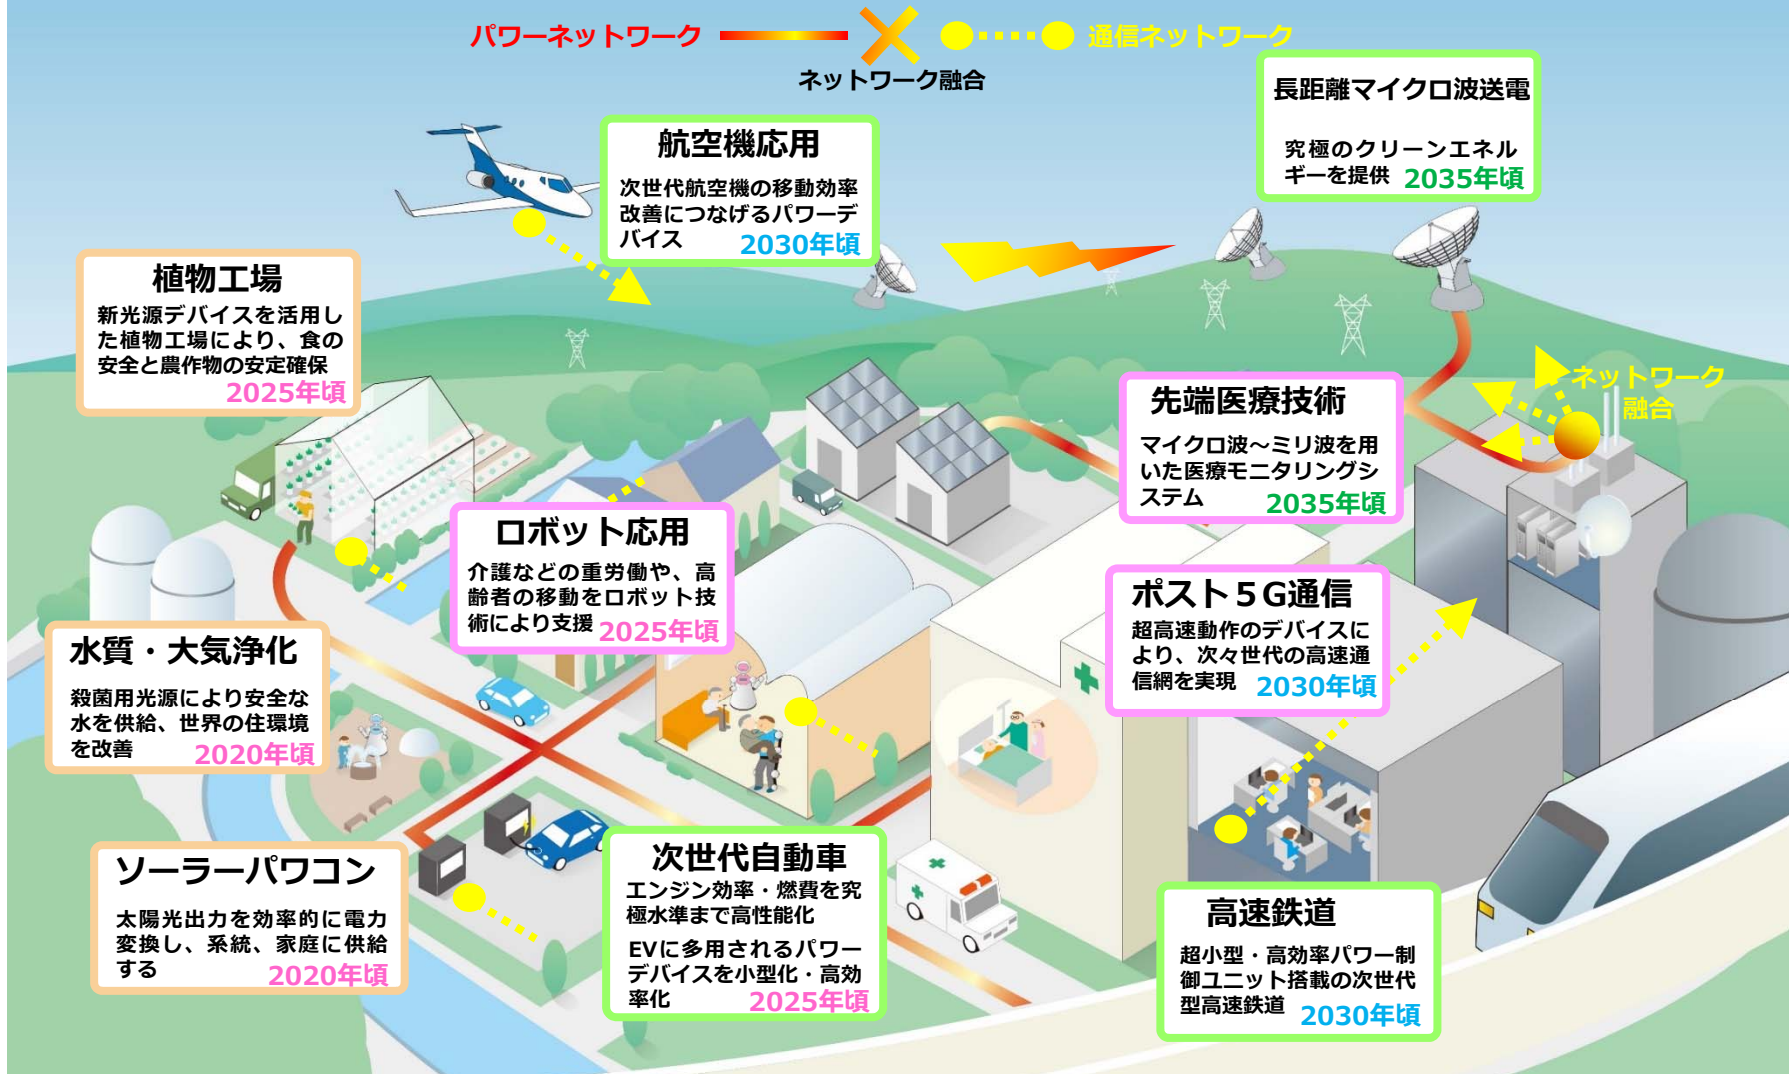 パワーネットワーク
通信ネットワーク
ネットワーク融合
長距離マイクロ波送電
究極のクリーンエネル
ギーを提供 2035年頃
航空機応用
次世代航空機の移動効率
改善につなげるパワーデ
バイス 2030年頃
植物工場
新光源デバイスを活用し
た植物工場により、食の
安全と農作物の安定確保
2025年頃
先端医療技術
マイクロ波～ミリ波を用
いた医療モニタリングシ
ステム 2035年頃
ネットワーク
融合
ロボット応用
介護などの重労働や、高
齢者の移動をロボット技
術により支援 2025年頃
ポスト５G通信
超高速動作のデバイスに
より、次々世代の高速通
信網を実現 2030年頃
水質・大気浄化
殺菌用光源により安全な
水を供給、世界の住環境
を改善 2020年頃
ソーラーパワコン
太陽光出力を効率的に電力
変換し、系統、家庭に供給
する 2020年頃
次世代自動車
エンジン効率・燃費を究
極水準まで高性能化
EVに多用されるパワー
デバイスを小型化・高効
率化 2025年頃
高速鉄道
超小型・高効率パワー制
御ユニット搭載の次世代
型高速鉄道 2030年頃